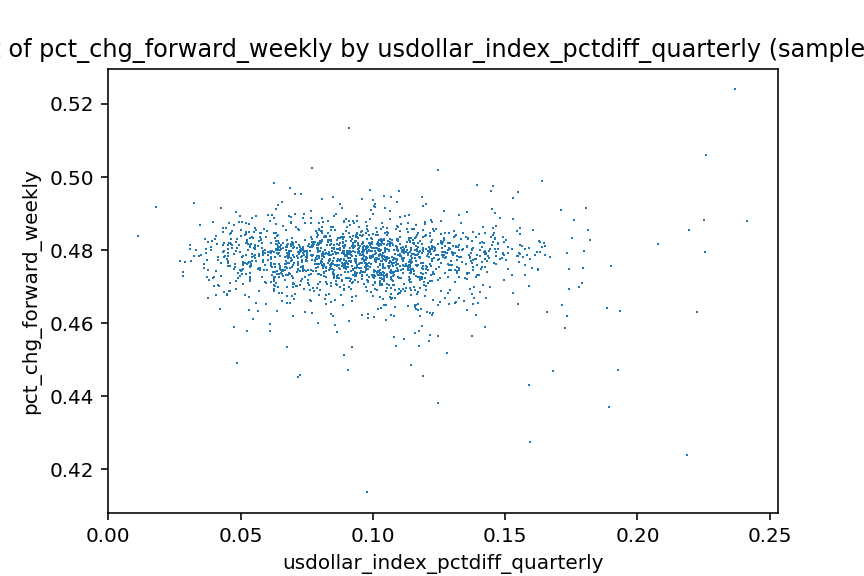 of pct_chg_forward_weekly by usdollar_index_pctdiff_quarterly (sample
pct_chg_forward_weekly
0.52
0.50
0.48
0.46
0.44
0.42
0.00 0.05 0.10 0.15 0.20 0.25
usdollar_index_pctdiff_quarterly